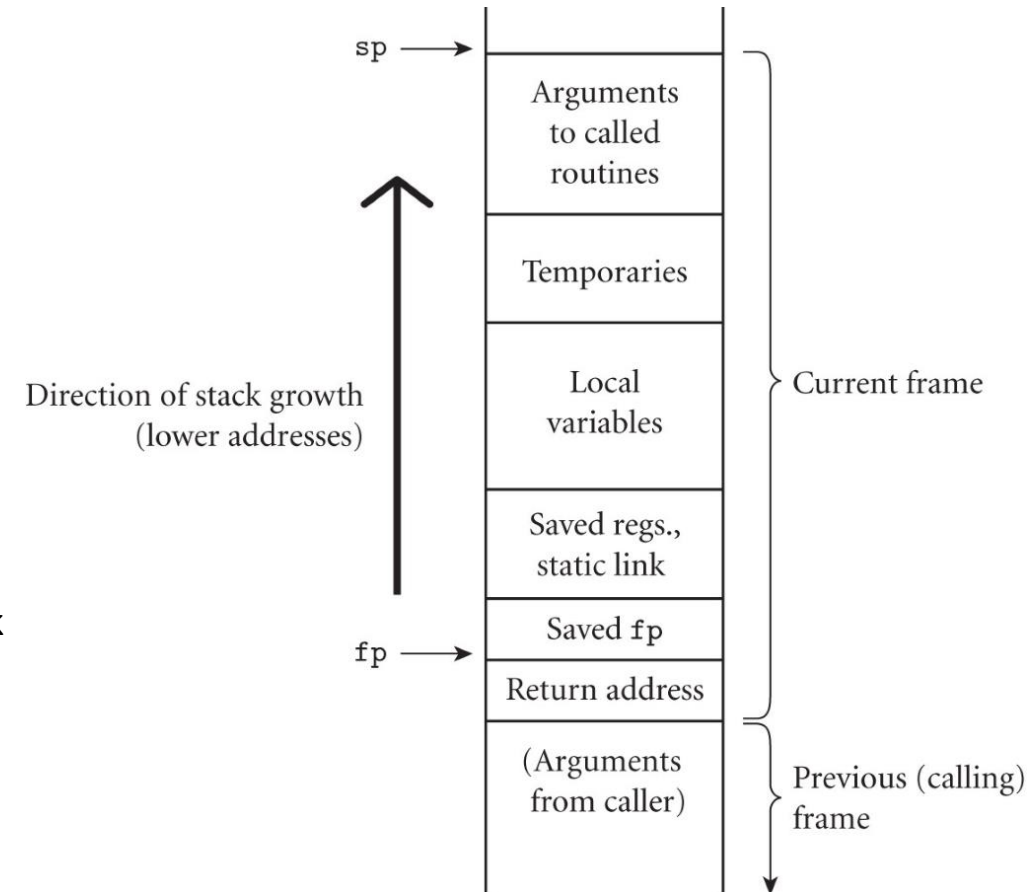 sp
Arguments
to called
routines
Temporaries
Direction of stack growth
(lower addresses)
Local
variables
Current frame
Saved regs.,
static link
Saved fp
fp
Return address
(Arguments
from caller)
Previous (calling)
frame